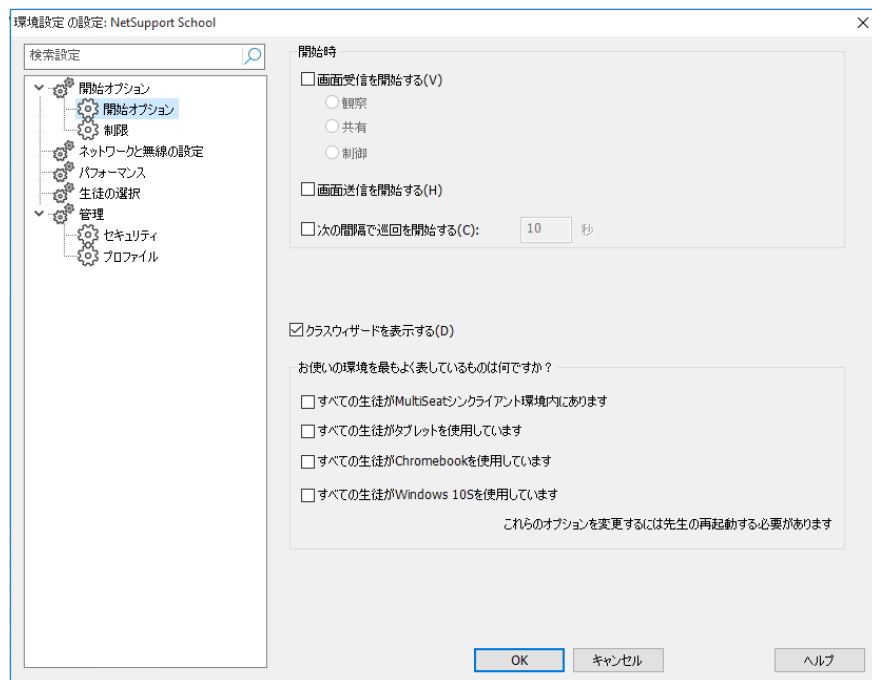 環境設定 の設定: NetSupport School
検索設定
開始オプション
開始オプション
制限
ネットワークと無線の設定
パフォーマンス
生徒の選択
管理
セキュリティ
プロファイル
開始時
画面受信を開始する(V)
観察
共有
制御
画面送信を開始する(H)
次の間隔で巡回を開始する(C): 10 秒
クラスウィザードを表示する(D)
お使いの環境を最もよく表しているものは何ですか？
すべての生徒がMultiSeatシンクライアント環境内にあります
すべての生徒がタブレットを使用しています
すべての生徒がChromebookを使用しています
すべての生徒がWindows 10Sを使用しています
これらのオプションを変更するには先生の再起動する必要があります
OK キャンセル ヘルプ